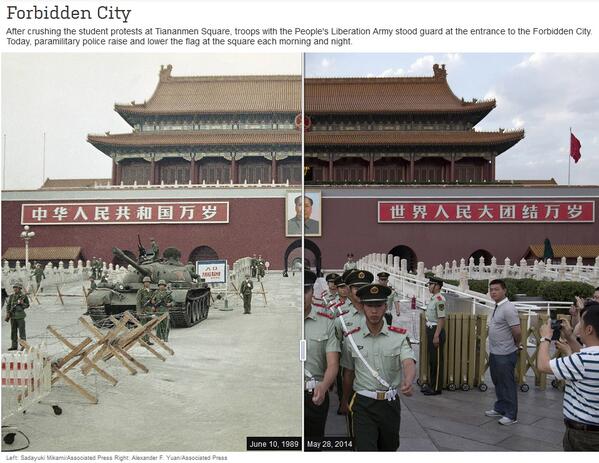 Forbidden City
After crushing the student protests at Tiananmen Square, troops with the People's Liberation Army stood guard at the entrance to the Forbidden City.
Today, paramilitary police raise and lower the flag at the square each morning and night.
中华人民共和国万岁
世界人民大团结万岁
入口
June 10, 1989
May 28, 2014
Left: Sadayuki Mikami/Associated Press Right: Alexander F. Yuan/Associated Press